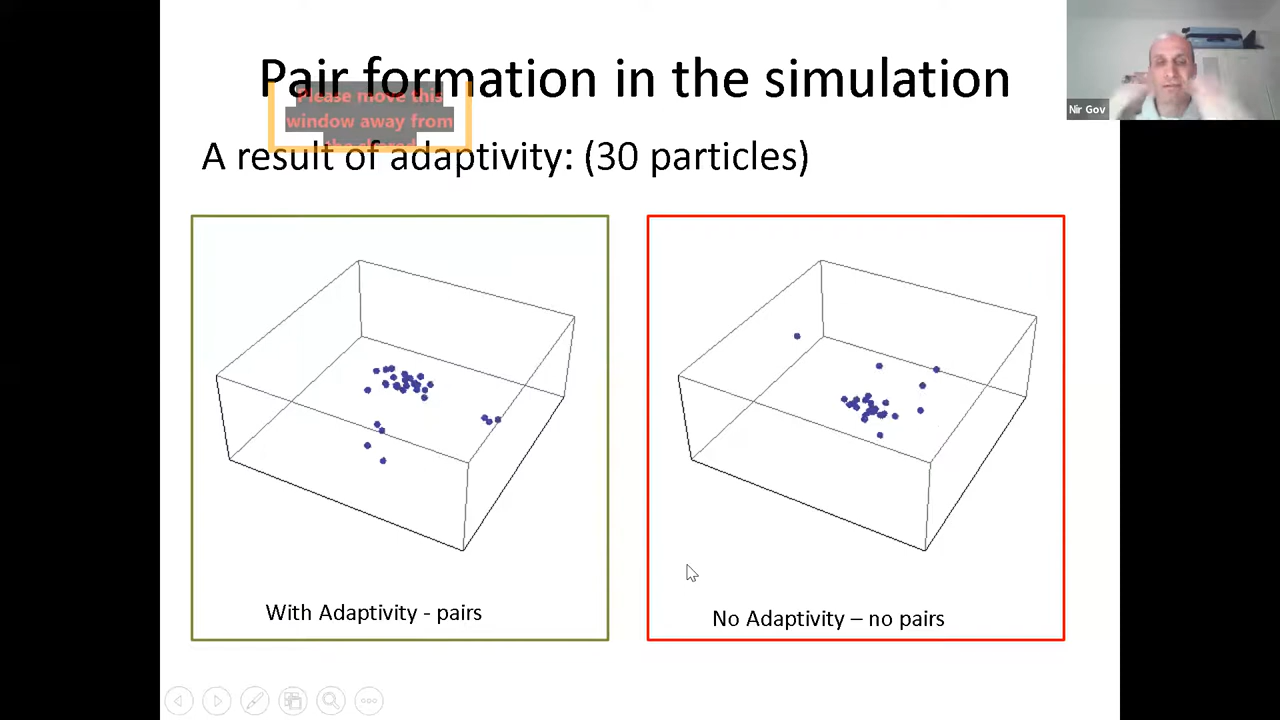 Pair formation in the simulation
Nir Gov
Please move this
window away from
A result of adaptivity: (30 particles)
With Adaptivity - pairs
No Adaptivity – no pairs